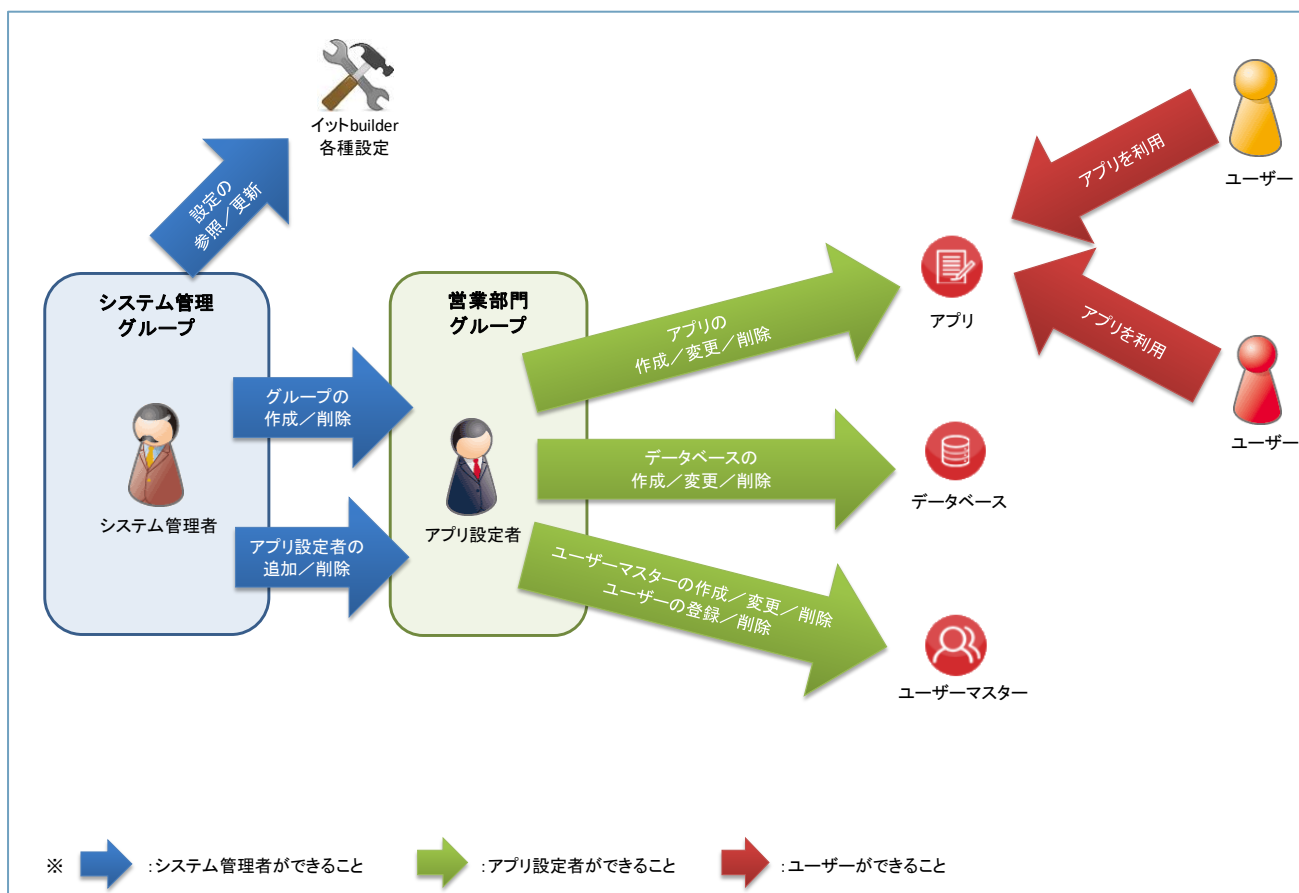 イットbuilder
各種設定
設定の
参照／更新
システム管理
グループ
営業部門
グループ
システム管理者
アプリ設定者
グループの
作成／削除
アプリ設定者の
追加／削除
アプリの
作成／変更／削除
データベースの
作成／変更／削除
ユーザーマスターの作成／変更／削除
ユーザーの登録／削除
アプリ
データベース
ユーザーマスター
アプリを利用
ユーザー
アプリを利用
ユーザー
※ :システム管理者ができること :アプリ設定者ができること :ユーザーができること